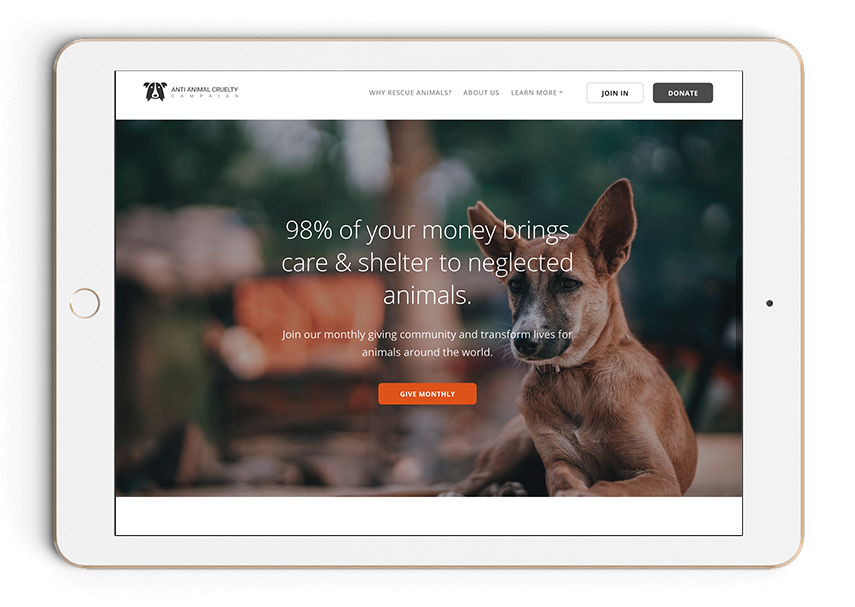 ANTI ANIMAL CRUELTY
CAMPAIGN
WHY RESCUE ANIMALS? ABOUT US LEARN MORE JOIN IN DONATE
98% of your money brings
care & shelter to neglected
animals.
Join our monthly giving community and transform lives for
animals around the world.
GIVE MONTHLY